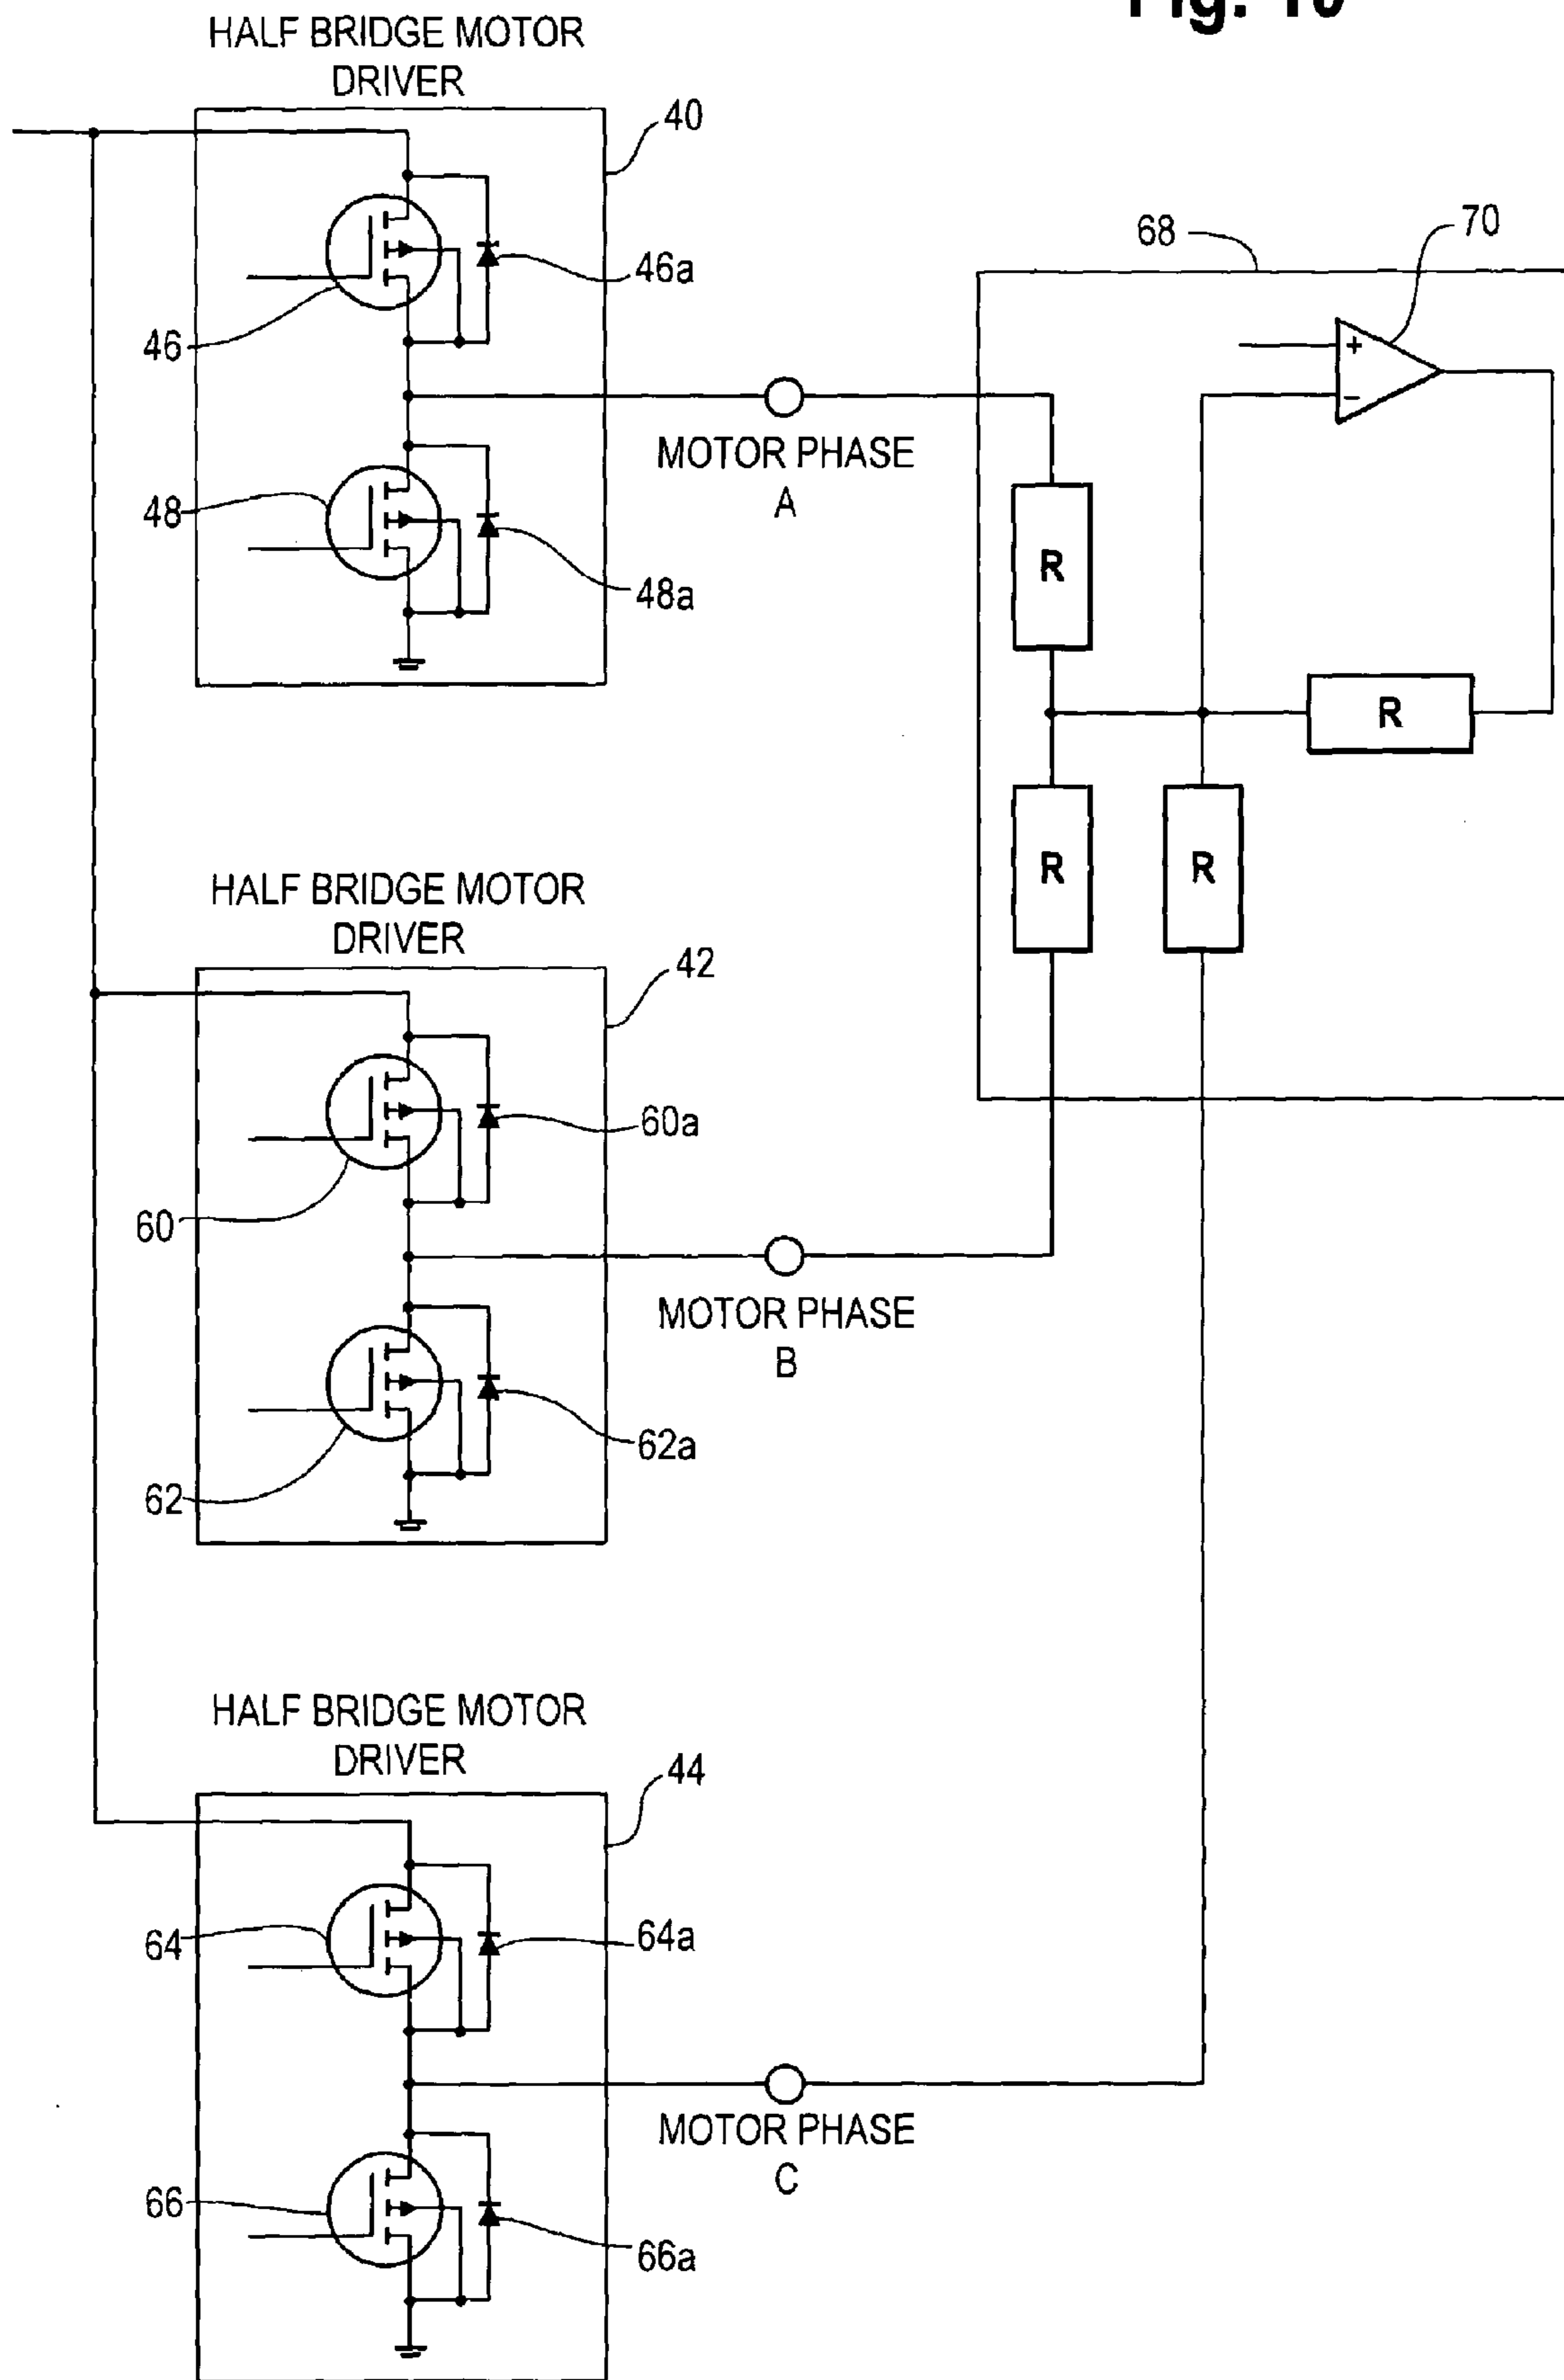 HALF BRIDGE MOTOR
DRIVER
40
46
46a
48
48a
MOTOR PHASE
A
68
70
+
−
R
R
R
R
HALF BRIDGE MOTOR
DRIVER
42
60
60a
62
62a
MOTOR PHASE
B
HALF BRIDGE MOTOR
DRIVER
44
64
64a
66
66a
MOTOR PHASE
C